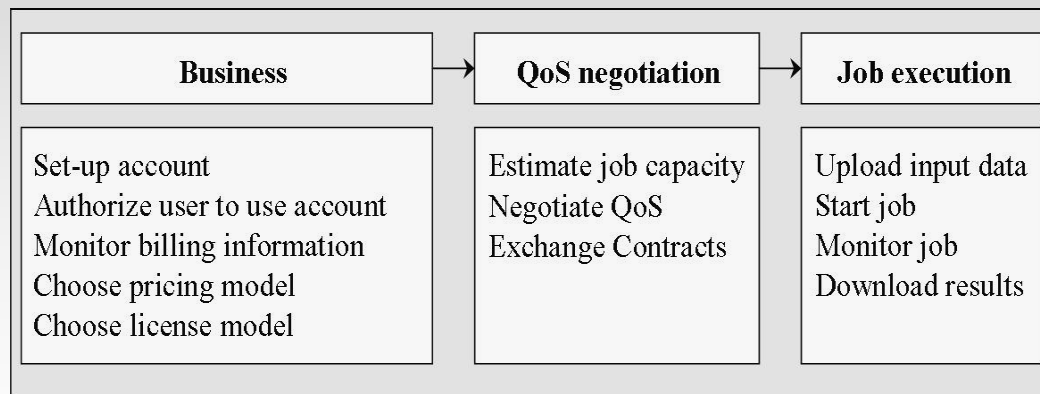 Business
QoS negotiation
Job execution
Set-up account
Authorize user to use account
Monitor billing information
Choose pricing model
Choose license model
Estimate job capacity
Negotiate QoS
Exchange Contracts
Upload input data
Start job
Monitor job
Download results